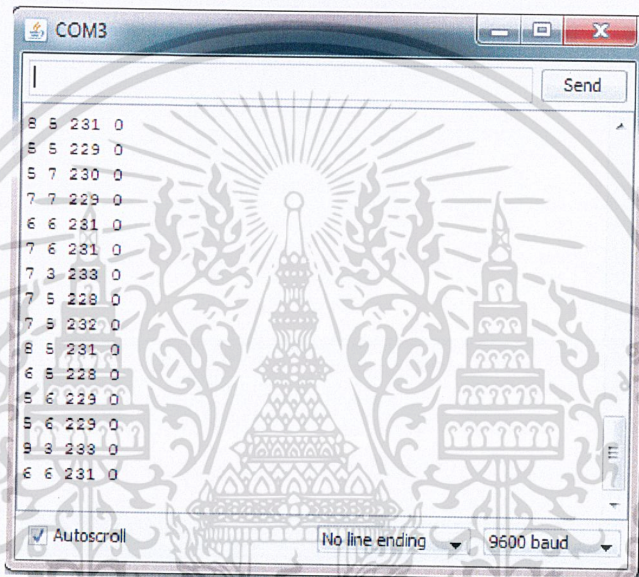 COM3
Send
8 5 231 0
5 5 229 0
5 7 230 0
7 7 229 0
6 6 231 0
7 6 231 0
7 3 233 0
7 5 228 0
7 5 232 0
8 5 231 0
6 5 228 0
5 6 229 0
5 6 229 0
9 3 233 0
6 6 231 0
Autoscroll
No line ending
9600 baud